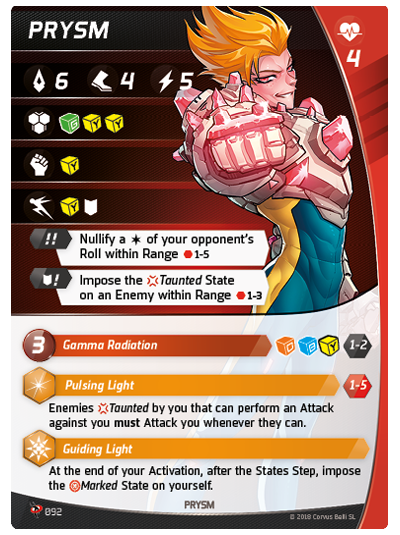 PRYSM
4
6 4 5
G Y Y
Y
Y
!! Nullify a of your opponent's
Roll within Range 1-5
! Impose the Taunted State
on an Enemy within Range 1-3
3 Gamma Radiation O B Y 1-2
Pulsing Light 1-5
Enemies Taunted by you that can perform an Attack
against you must Attack you whenever they can.
Guiding Light
At the end of your Activation, after the States Step, impose
the Marked State on yourself.
092 PRYSM © 2018 Corvus Belli SL